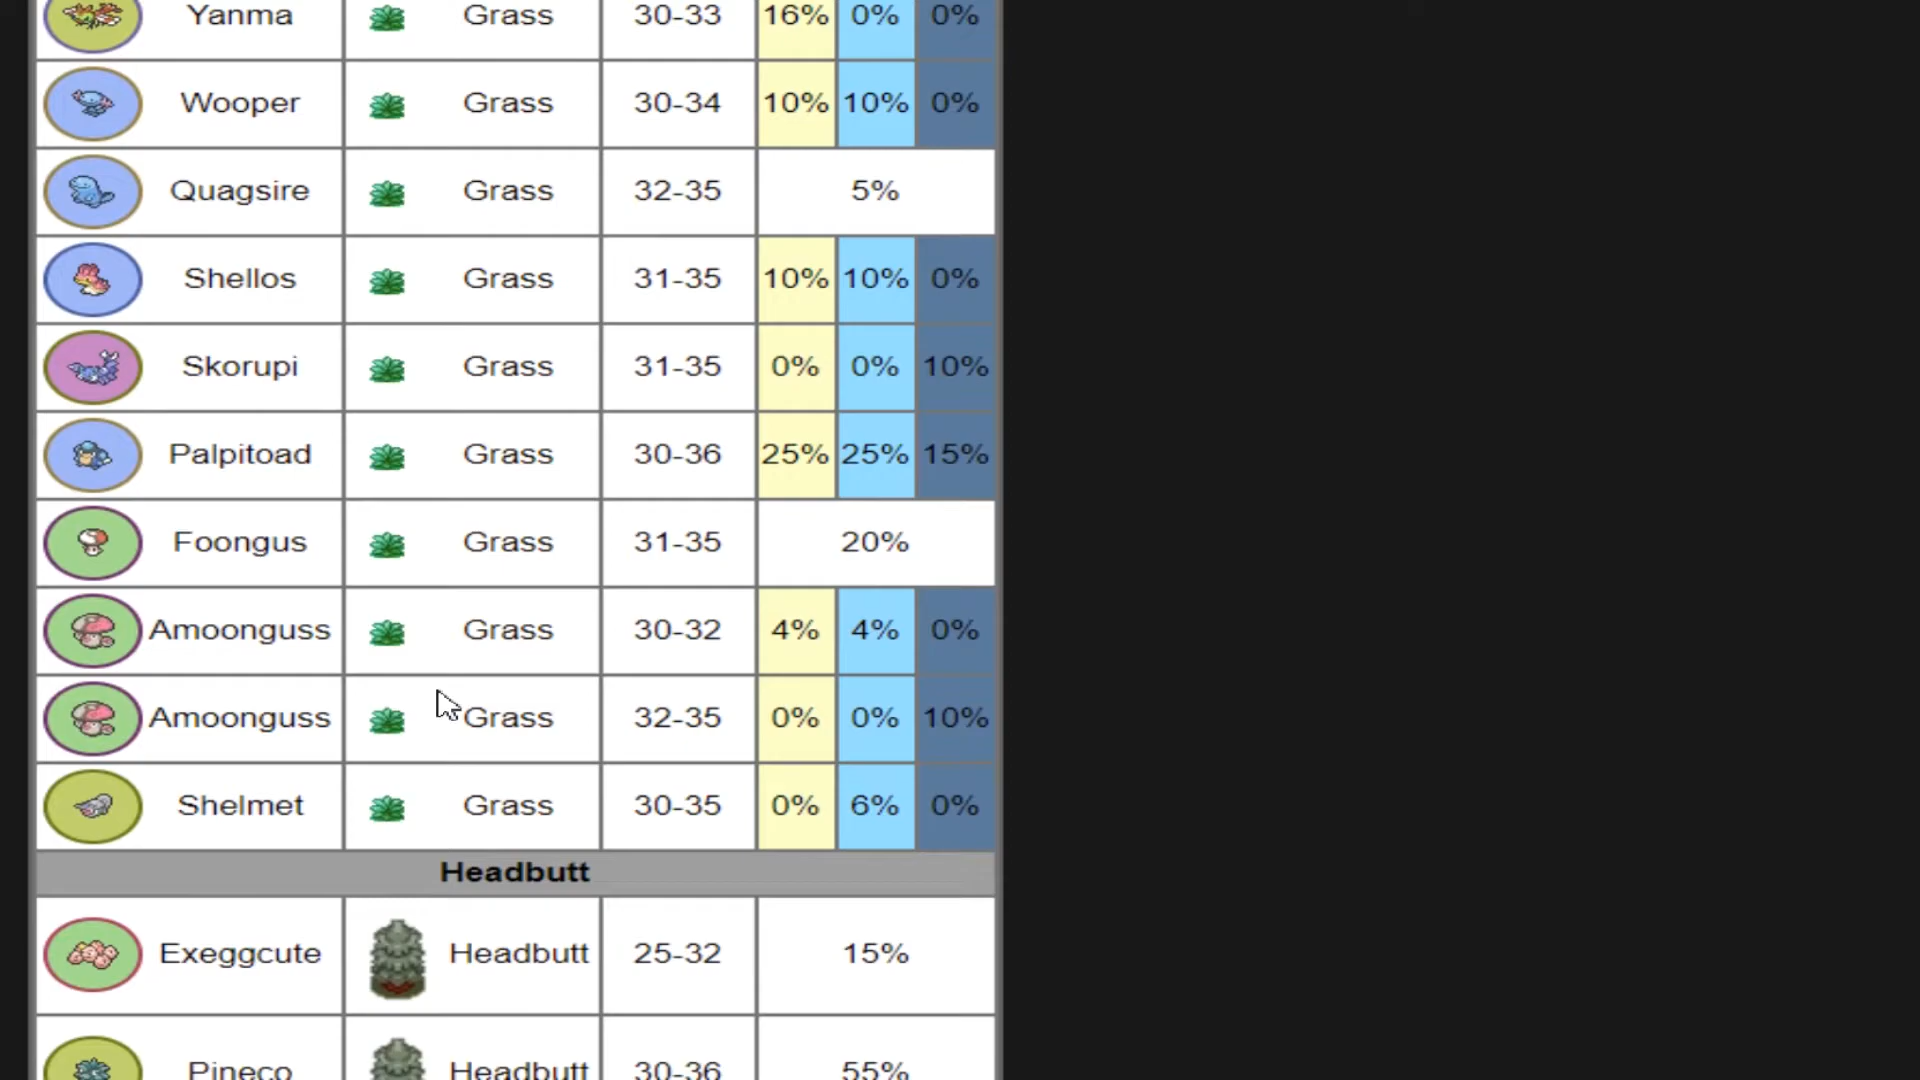 Yanma Grass 30-33 16% 0% 0%
Wooper Grass 30-34 10% 10% 0%
Quagsire Grass 32-35 5%
Shellos Grass 31-35 10% 10% 0%
Skorupi Grass 31-35 0% 0% 10%
Palpitoad Grass 30-36 25% 25% 15%
Foongus Grass 31-35 20%
Amoonguss Grass 30-32 4% 4% 0%
Amoonguss Grass 32-35 0% 0% 10%
Shelmet Grass 30-35 0% 6% 0%
Headbutt
Exeggcute Headbutt 25-32 15%
Pineco Headbutt 30-36 55%